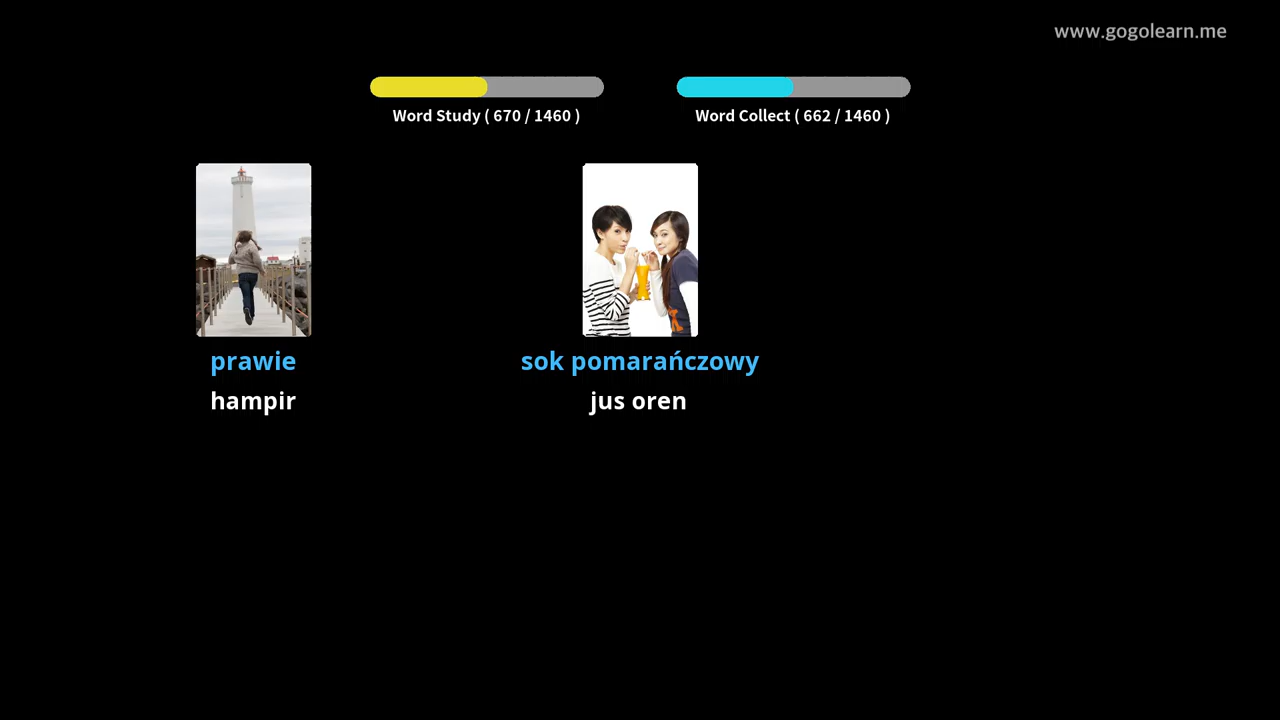 www.gogolearn.me
Word Study ( 670 / 1460 )
Word Collect ( 662 / 1460 )
prawie
sok pomarańczowy
hampir
jus oren